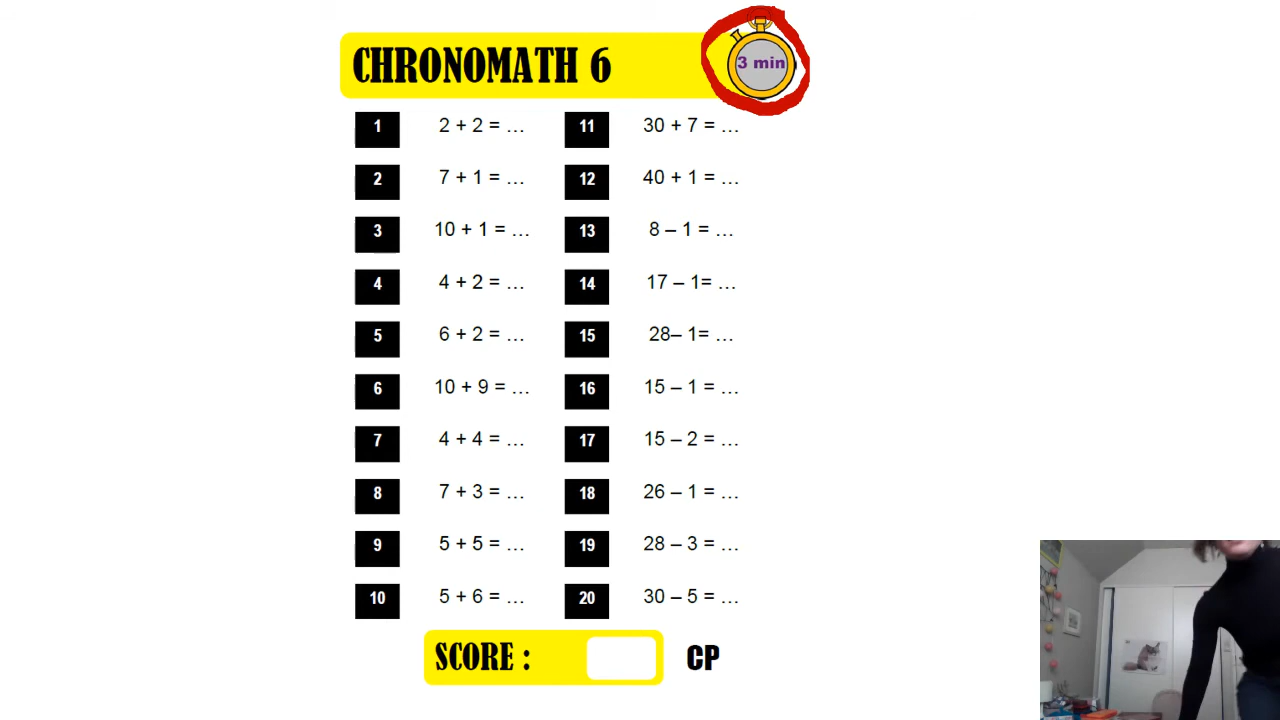 CHRONOMATH 6
3 min
1 2 + 2 = …
2 7 + 1 = …
3 10 + 1 = …
4 4 + 2 = …
5 6 + 2 = …
6 10 + 9 = …
7 4 + 4 = …
8 7 + 3 = …
9 5 + 5 = …
10 5 + 6 = …
11 30 + 7 = …
12 40 + 1 = …
13 8 – 1 = …
14 17 – 1= …
15 28– 1= …
16 15 – 1 = …
17 15 – 2 = …
18 26 – 1 = …
19 28 – 3 = …
20 30 – 5 = …
SCORE :
CP